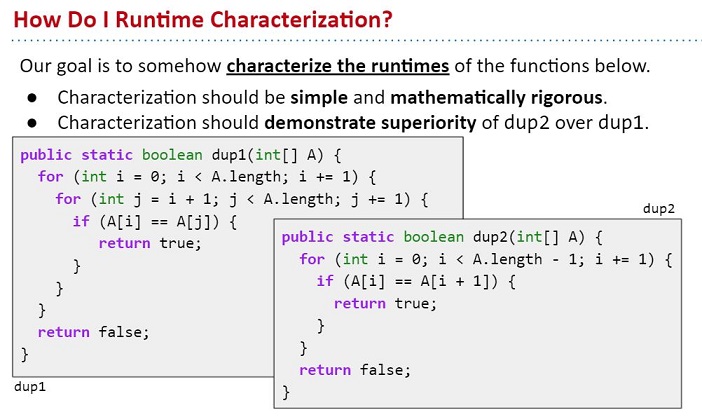 How Do I Runtime Characterization?
Our goal is to somehow characterize the runtimes of the functions below.
● Characterization should be simple and mathematically rigorous.
● Characterization should demonstrate superiority of dup2 over dup1.
public static boolean dup1(int[] A) {
for (int i = 0; i < A.length; i += 1) {
for (int j = i + 1; j < A.length; j += 1) {
if (A[i] == A[j]) {
return true;
}
}
}
return false;
}
dup1
dup2
public static boolean dup2(int[] A) {
for (int i = 0; i < A.length - 1; i += 1) {
if (A[i] == A[i + 1]) {
return true;
}
}
return false;
}